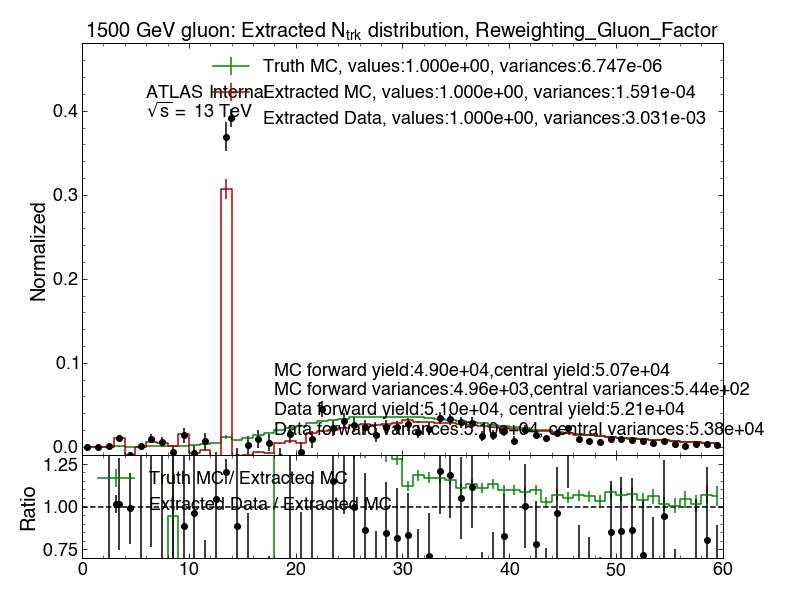 1500 GeV gluon: Extracted Ntrk distribution, Reweighting_Gluon_Factor
Truth MC, values:1.000e+00, variances:6.747e-06
ATLAS Internal
Extracted MC, values:1.000e+00, variances:1.591e-04
√s = 13 TeV
Extracted Data, values:1.000e+00, variances:3.031e-03
0.4
0.3
0.2
0.1
0.0
Normalized
MC forward yield:4.90e+04,central yield:5.07e+04
MC forward variances:4.96e+03,central variances:5.44e+02
Data forward yield:5.10e+04, central yield:5.21e+04
Data forward central variances:5.38e+04
1.25
1.00
0.75
Ratio
Truth MC / Extracted MC
Extracted Data / Extracted MC
0 10 20 30 40 50 60